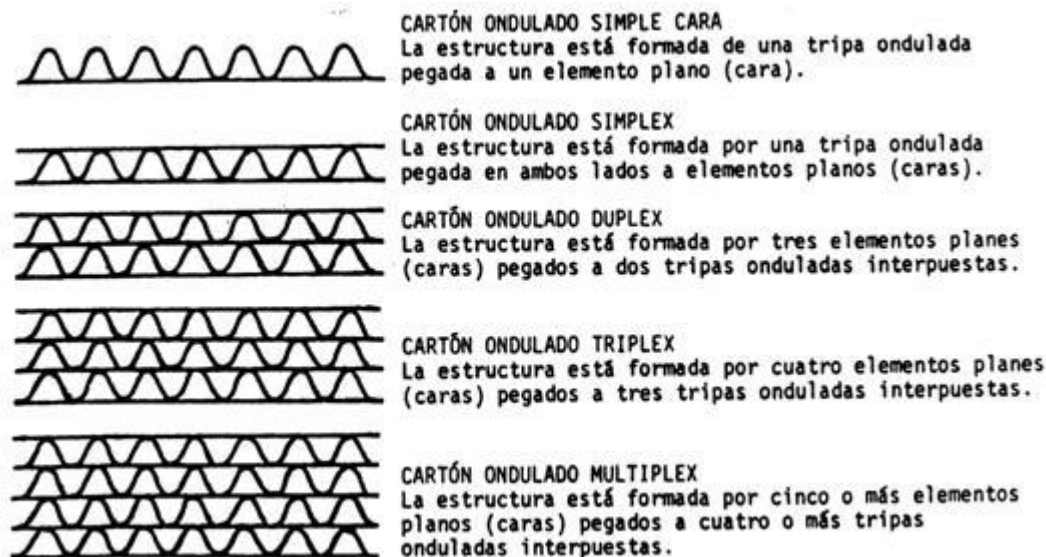 CARTÓN ONDULADO SIMPLE CARA
La estructura está formada de una tripa ondulada
pegada a un elemento plano (cara).
CARTÓN ONDULADO SIMPLEX
La estructura está formada por una tripa ondulada
pegada en ambos lados a elementos planos (caras).
CARTÓN ONDULADO DUPLEX
La estructura está formada por tres elementos planes
(caras) pegados a dos tripas onduladas interpuestas.
CARTÓN ONDULADO TRIPLEX
La estructura está formada por cuatro elementos planes
(caras) pegados a tres tripas onduladas interpuestas.
CARTÓN ONDULADO MULTIPLEX
La estructura está formada por cinco o más elementos
planos (caras) pegados a cuatro o más tripas
onduladas interpuestas.